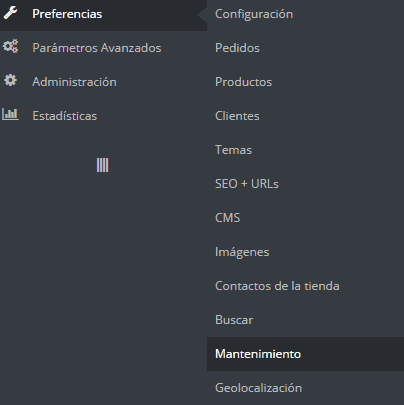 Preferencias
Parámetros Avanzados
Administración
Estadísticas
Configuración
Pedidos
Productos
Clientes
Temas
SEO + URLs
CMS
Imágenes
Contactos de la tienda
Buscar
Mantenimiento
Geolocalización